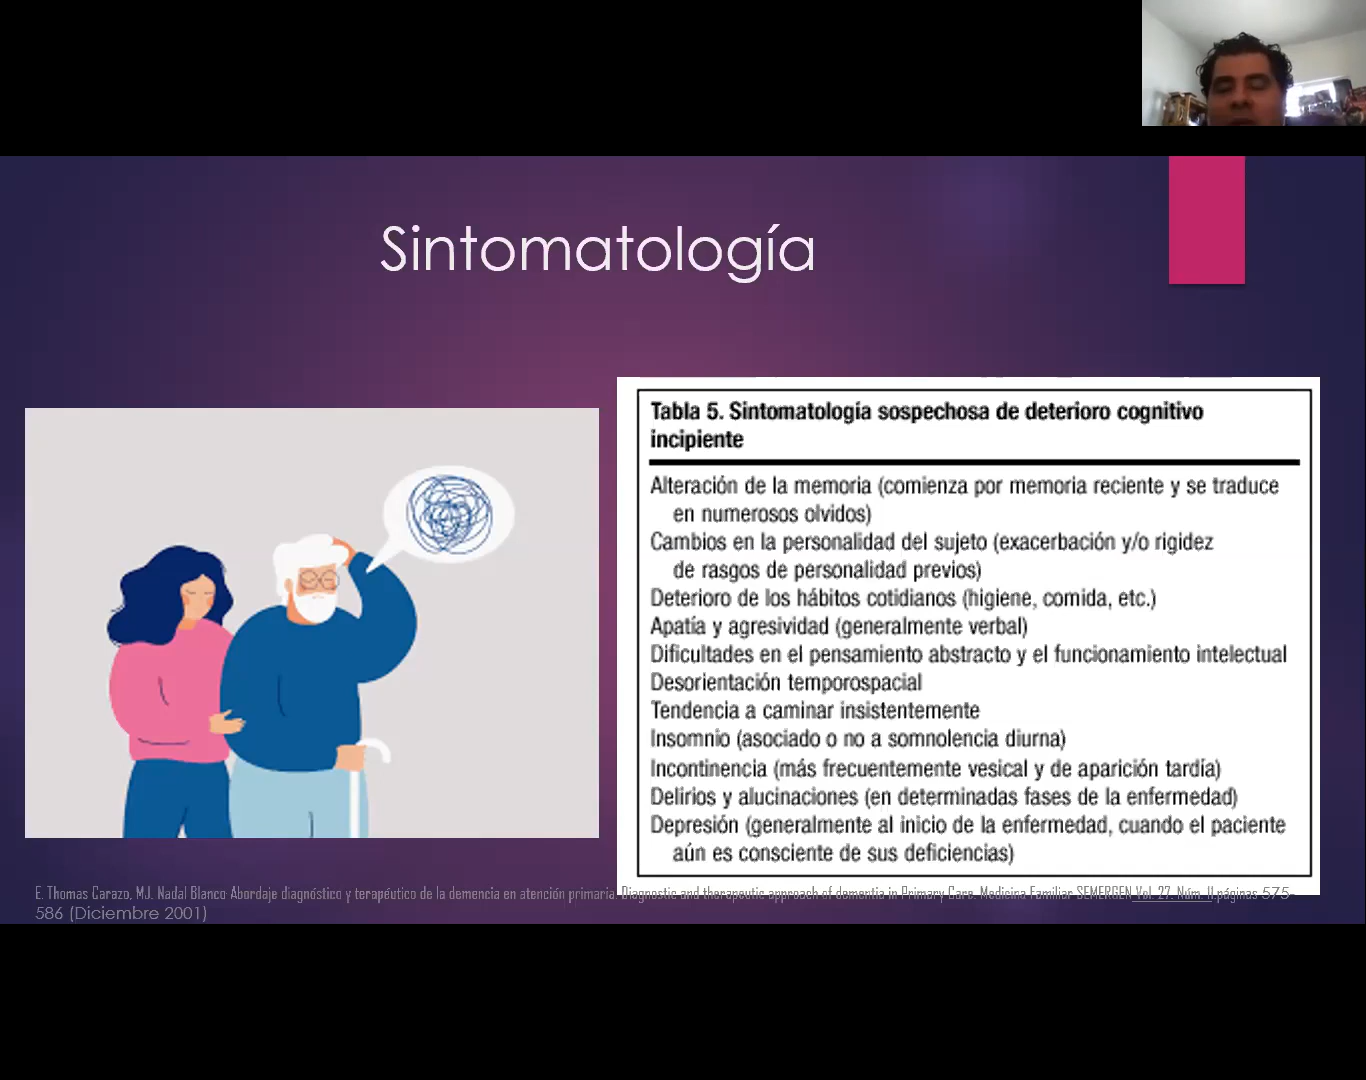 Sintomatología
Tabla 5. Sintomatología sospechosa de deterioro cognitivo
incipiente
Alteración de la memoria (comienza por memoria reciente y se traduce
en numerosos olvidos)
Cambios en la personalidad del sujeto (exacerbación y/o rigidez
de rasgos de personalidad previos)
Deterioro de los hábitos cotidianos (higiene, comida, etc.)
Apatía y agresividad (generalmente verbal)
Dificultades en el pensamiento abstracto y el funcionamiento intelectual
Desorientación temporospacial
Tendencia a caminar insistentemente
Insomnio (asociado o no a somnolencia diurna)
Incontinencia (más frecuentemente vesical y de aparición tardía)
Delirios y alucinaciones (en determinadas fases de la enfermedad)
Depresión (generalmente al inicio de la enfermedad, cuando el paciente
aún es consciente de sus deficiencias)
E. Thomas Carazo, M.J. Nadal Blanco Abordaje diagnóstico y terapéutico de la demencia en atención primaria. Diagnostic and therapeutic approach of dementia in Primary Care. Medicina Familiar SEMERGEN Vol. 27. Núm. 11.páginas 575-
586 (Diciembre 2001)